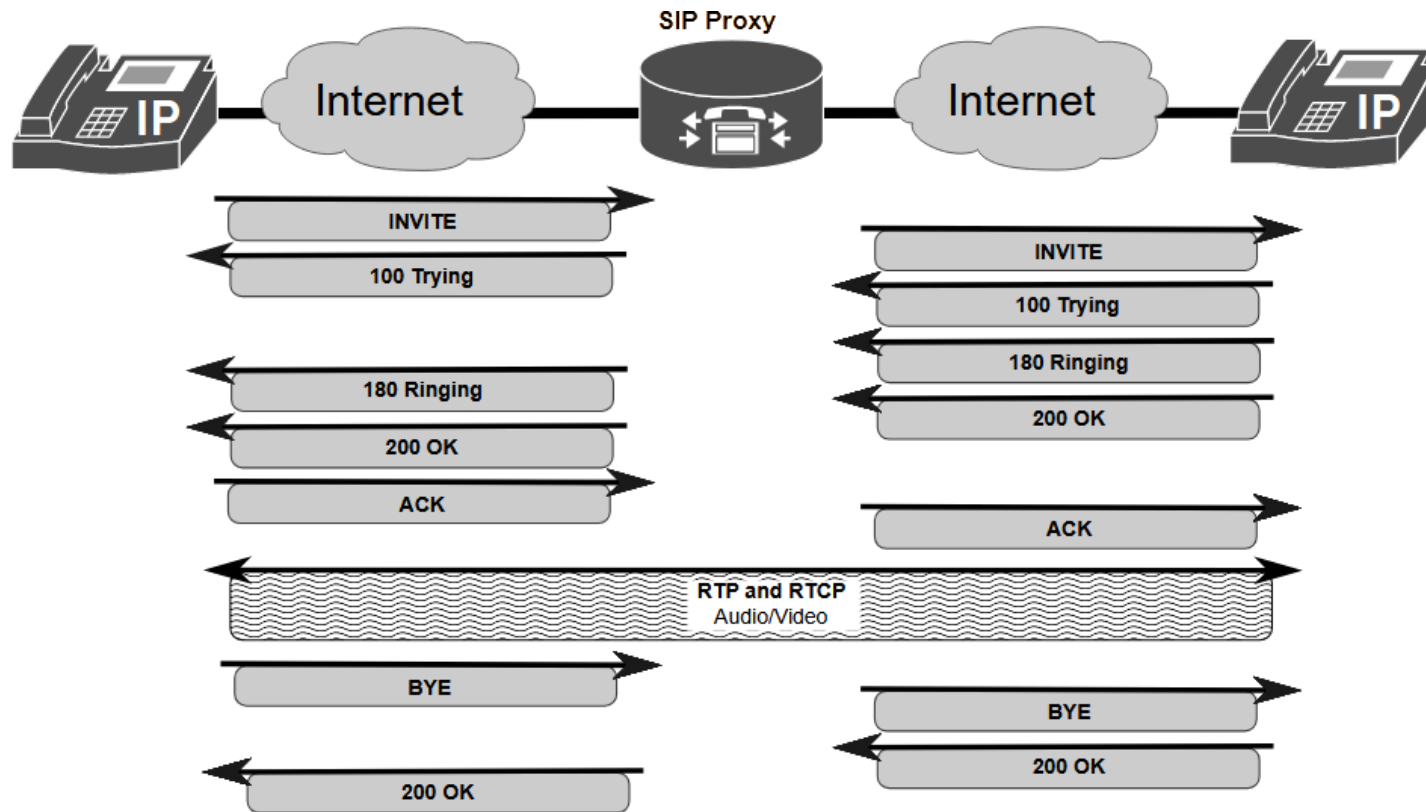 SIP Proxy
IP
Internet
Internet
IP
INVITE
INVITE
100 Trying
100 Trying
180 Ringing
180 Ringing
200 OK
200 OK
ACK
ACK
RTP and RTCP
Audio/Video
BYE
BYE
200 OK
200 OK